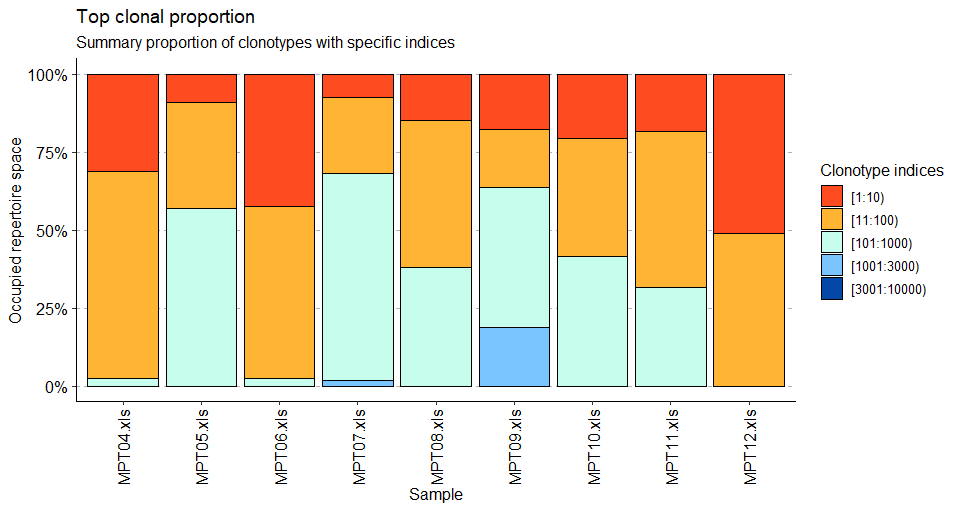 Top clonal proportion
Summary proportion of clonotypes with specific indices
Occupied repertoire space
100%
75%
50%
25%
0%
MPT04.xls
MPT05.xls
MPT06.xls
MPT07.xls
MPT08.xls
MPT09.xls
MPT10.xls
MPT11.xls
MPT12.xls
Sample
Clonotype indices
[1:10)
[11:100)
[101:1000)
[1001:3000)
[3001:10000)